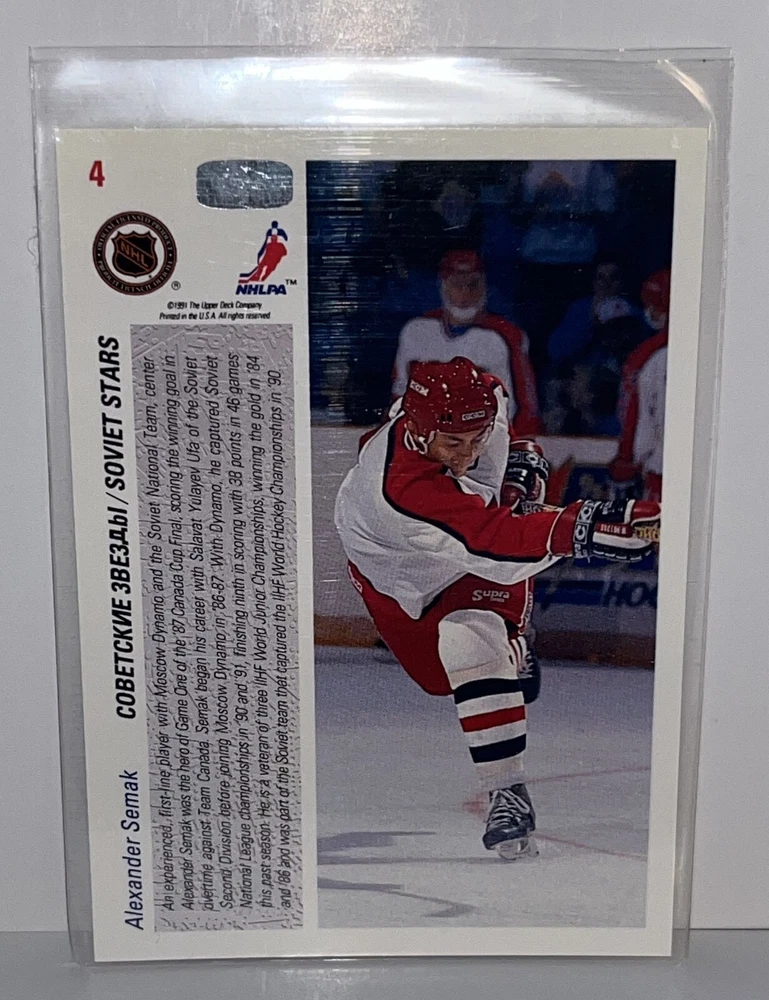 4
NHL
®
NHLPA™
©1991 The Upper Deck Company
Printed in the U.S.A. All rights reserved
Alexander Semak СОВЕТСКИЕ ЗВЕЗДЫ / SOVIET STARS
An experienced, first-line player with Moscow Dynamo and the Soviet National Team, center
Alexander Semak was the hero of Game One of the '87 Canada Cup Final, scoring the winning goal in
overtime against Team Canada. Semak began his career with Salavat Yulayev Ufa of the Soviet
Second Division before joining Moscow Dynamo in '86-87. With Dynamo, he captured Soviet
National League championships in '90 and '91, finishing ninth in scoring with 38 points in 46 games
this past season. He is a veteran of three IIHF World Junior Championships, winning the gold in '84
and '86 and was part of the Soviet team that captured the IIHF World Hockey Championships in '90.
CCM
CCM
Supra
HOC